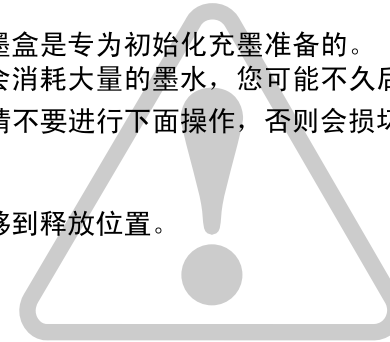 墨盒是专为初始化充墨准备的。
会消耗大量的墨水，您可能不久后
请不要进行下面操作，否则会损坏
移到释放位置。